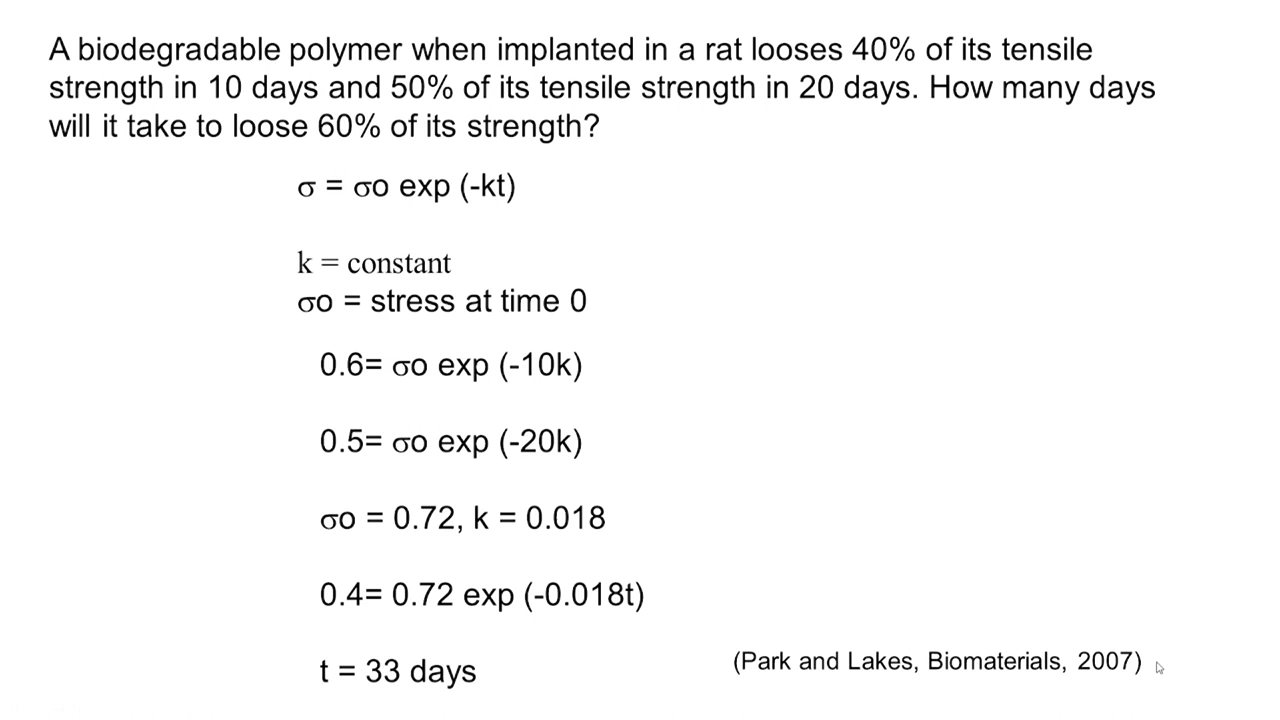 A biodegradable polymer when implanted in a rat looses 40% of its tensile
strength in 10 days and 50% of its tensile strength in 20 days. How many days
will it take to loose 60% of its strength?
σ = σo exp (-kt)
k = constant
σo = stress at time 0
0.6= σo exp (-10k)
0.5= σo exp (-20k)
σo = 0.72, k = 0.018
0.4= 0.72 exp (-0.018t)
t = 33 days
(Park and Lakes, Biomaterials, 2007)